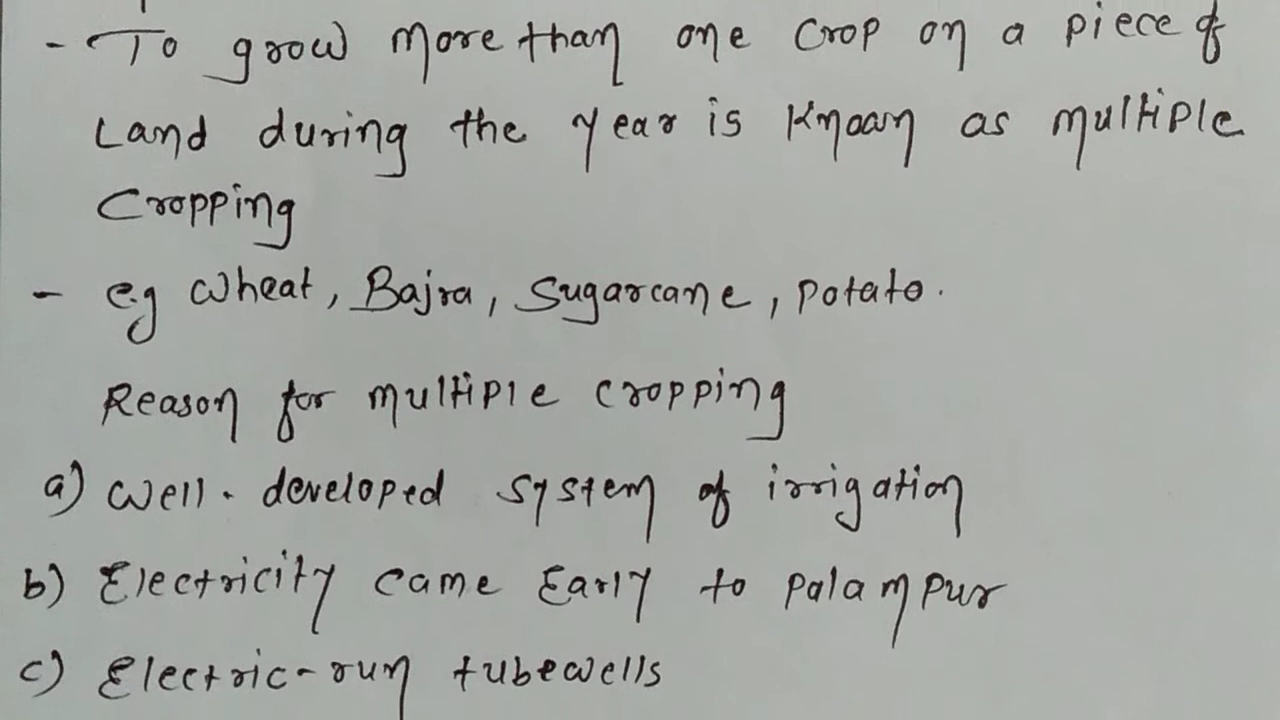 - To grow more than one crop on a piece of
Land during the year is Knoan as multiple
Cropping
- e.g wheat, Bajra, Sugarcane, potato.
Reason for multiple cropping
a) well-developed system of irrigation
b) Electricity came Early to palampur
c) Electric-run tubewells